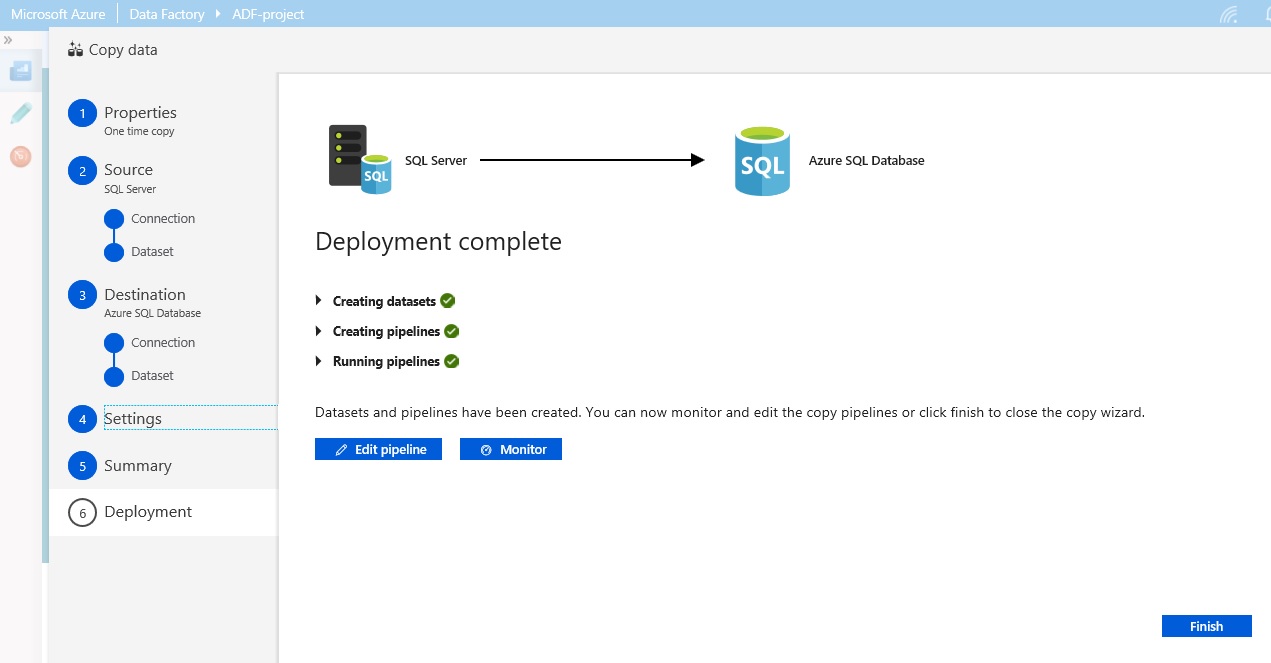 Microsoft Azure
Data Factory
ADF-project
»
Copy data
1 Properties
One time copy
2 Source
SQL Server
Connection
Dataset
3 Destination
Azure SQL Database
Connection
Dataset
4 Settings
5 Summary
6 Deployment
SQL
SQL Server
SQL
Azure SQL Database
Deployment complete
Creating datasets
Creating pipelines
Running pipelines
Datasets and pipelines have been created. You can now monitor and edit the copy pipelines or click finish to close the copy wizard.
Edit pipeline
Monitor
Finish